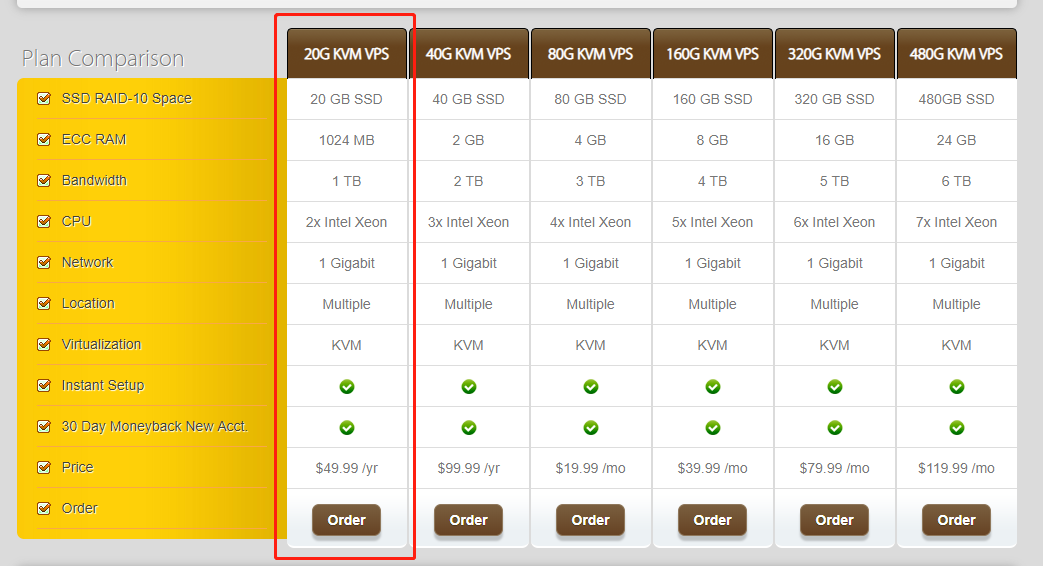 Plan Comparison 20G KVM VPS 40G KVM VPS 80G KVM VPS 160G KVM VPS 320G KVM VPS 480G KVM VPS
SSD RAID-10 Space 20 GB SSD 40 GB SSD 80 GB SSD 160 GB SSD 320 GB SSD 480GB SSD
ECC RAM 1024 MB 2 GB 4 GB 8 GB 16 GB 24 GB
Bandwidth 1 TB 2 TB 3 TB 4 TB 5 TB 6 TB
CPU 2x Intel Xeon 3x Intel Xeon 4x Intel Xeon 5x Intel Xeon 6x Intel Xeon 7x Intel Xeon
Network 1 Gigabit 1 Gigabit 1 Gigabit 1 Gigabit 1 Gigabit 1 Gigabit
Location Multiple Multiple Multiple Multiple Multiple Multiple
Virtualization KVM KVM KVM KVM KVM KVM
Instant Setup
30 Day Moneyback New Acct.
Price $49.99 /yr $99.99 /yr $19.99 /mo $39.99 /mo $79.99 /mo $119.99 /mo
Order Order Order Order Order Order Order